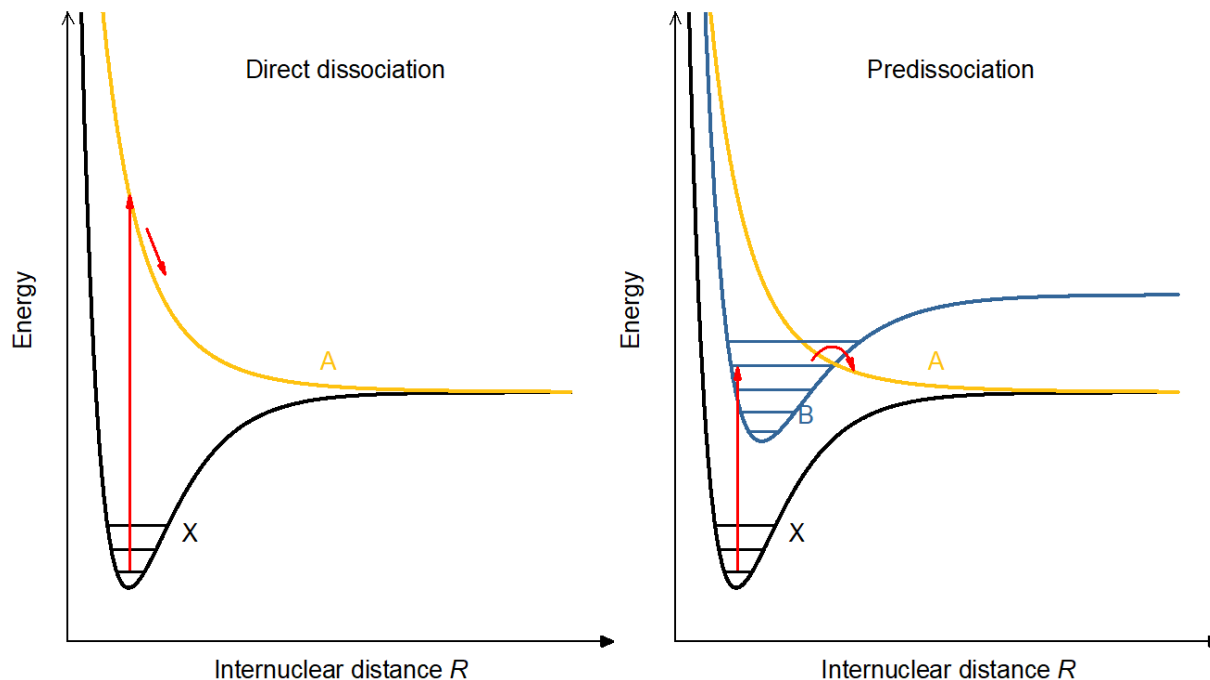 Direct dissociation
A
X
Energy
Internuclear distance R
Predissociation
A
B
X
Energy
Internuclear distance R